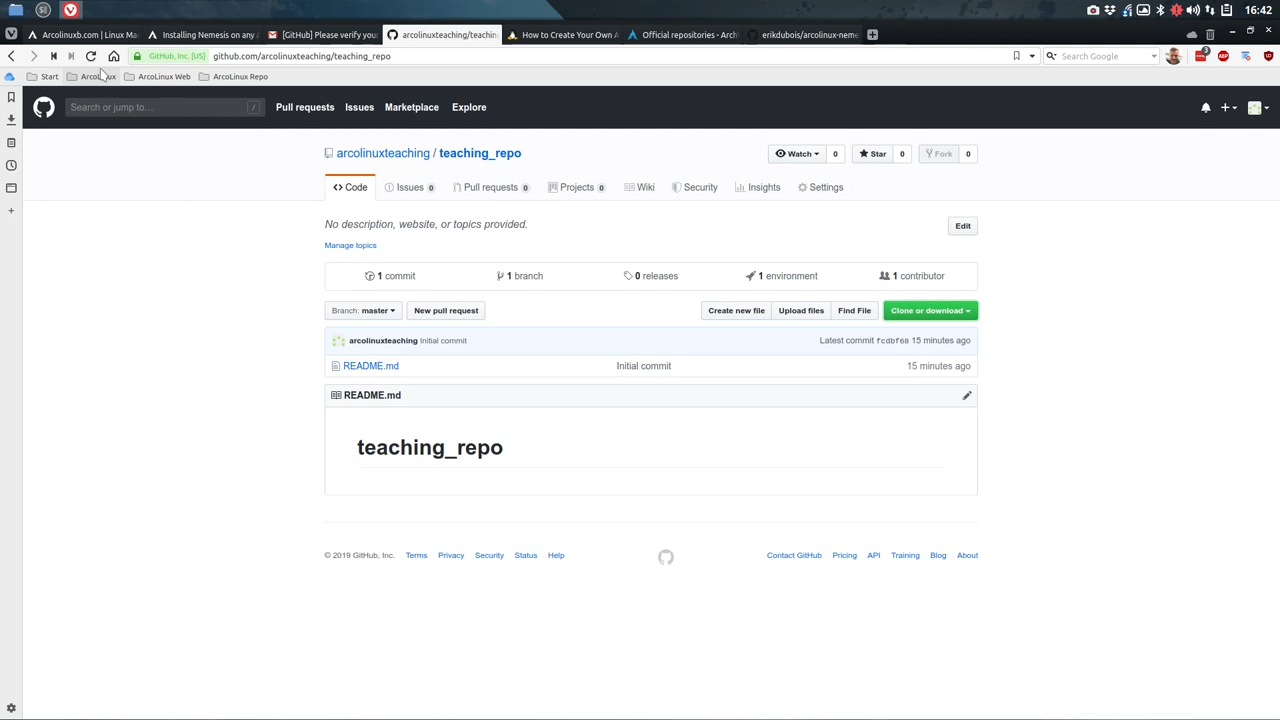 16:42
Arcolinuxb.com | Linux Ma
Installing Nemesis on any
[GitHub] Please verify your
arcolinuxteaching/teaching
How to Create Your Own A
Official repositories - Arch
erikdubois/arcolinux-neme
GitHub, Inc. [US]
github.com/arcolinuxteaching/teaching_repo
Search Google
3
ABP
Start
ArcoLinux
ArcoLinux Web
ArcoLinux Repo
Search or jump to…
/
Pull requests
Issues
Marketplace
Explore
arcolinuxteaching / teaching_repo
Watch
0
Star
0
Fork
0
Code
Issues 0
Pull requests 0
Projects 0
Wiki
Security
Insights
Settings
No description, website, or topics provided.
Edit
Manage topics
1 commit
1 branch
0 releases
1 environment
1 contributor
Branch: master
New pull request
Create new file
Upload files
Find File
Clone or download
arcolinuxteaching Initial commit
Latest commit fcdbf68 15 minutes ago
README.md
Initial commit
15 minutes ago
README.md
teaching_repo
© 2019 GitHub, Inc.
Terms
Privacy
Security
Status
Help
Contact GitHub
Pricing
API
Training
Blog
About